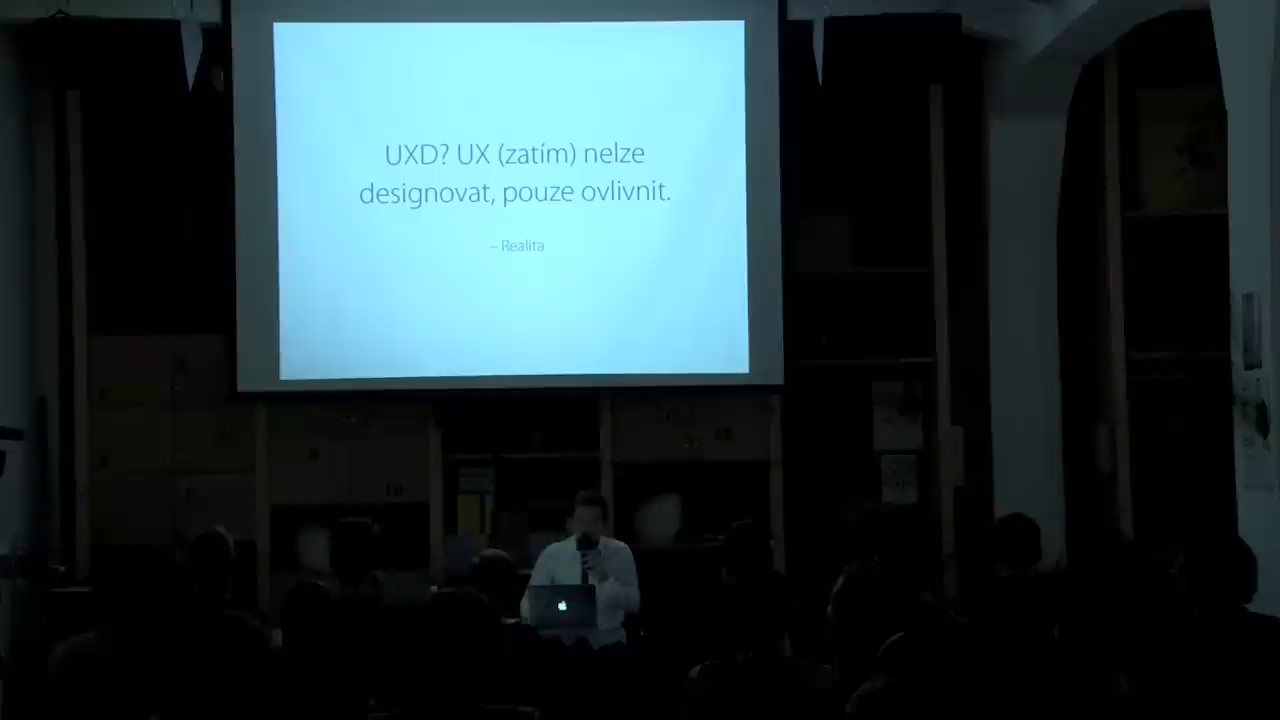 UXD? UX (zatím) nelze
designovat, pouze ovlivnit.
– Realita